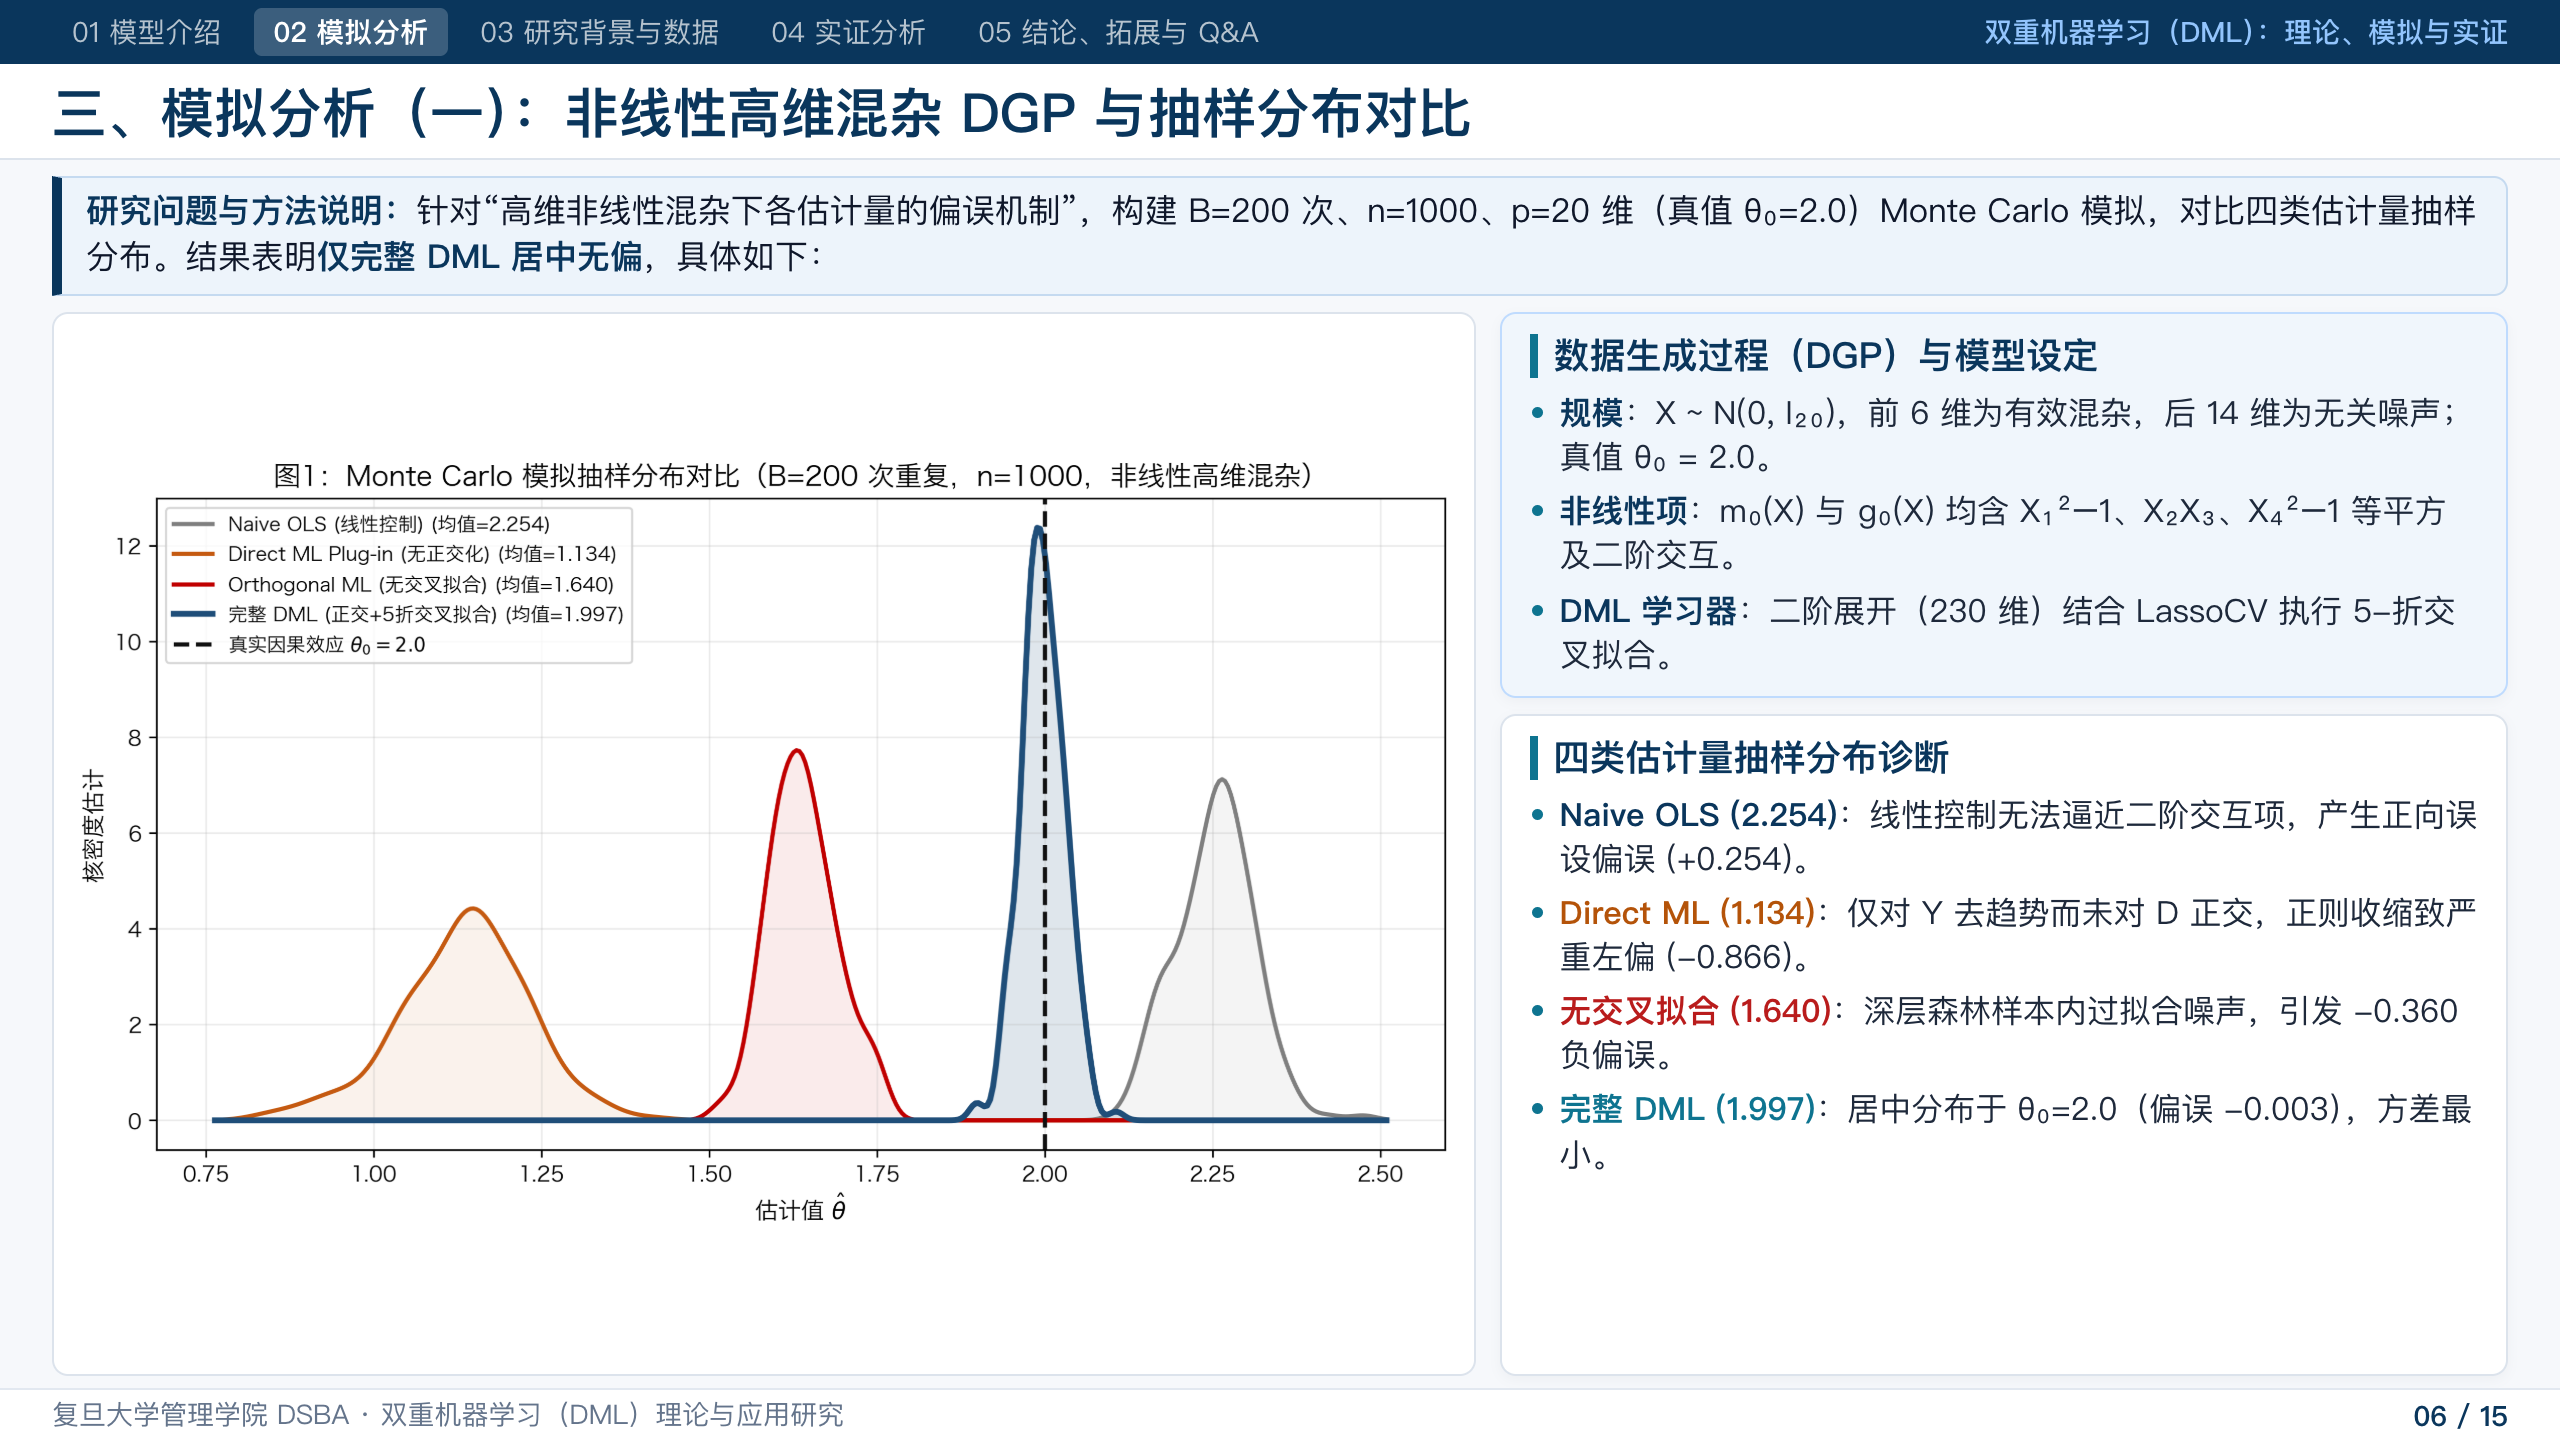 01 模型介绍 02 模拟分析 03 研究背景与数据 04 实证分析 05 结论、拓展与 Q&A 双重机器学习（DML）：理论、模拟与实证
三、模拟分析（一）：非线性高维混杂 DGP 与抽样分布对比
研究问题与方法说明：针对“高维非线性混杂下各估计量的偏误机制”，构建 B=200 次、n=1000、p=20 维（真值 θ₀=2.0）Monte Carlo 模拟，对比四类估计量抽样
分布。结果表明仅完整 DML 居中无偏，具体如下：
图1：Monte Carlo 模拟抽样分布对比（B=200 次重复，n=1000，非线性高维混杂）
Naive OLS (线性控制) (均值=2.254)
Direct ML Plug-in (无正交化) (均值=1.134)
Orthogonal ML (无交叉拟合) (均值=1.640)
完整 DML (正交+5折交叉拟合) (均值=1.997)
真实因果效应 θ₀ = 2.0
核密度估计
12
10
8
6
4
2
0
0.75 1.00 1.25 1.50 1.75 2.00 2.25 2.50
估计值 θ̂
数据生成过程（DGP）与模型设定
• 规模：X ~ N(0, I₂₀)，前 6 维为有效混杂，后 14 维为无关噪声；
真值 θ₀ = 2.0。
• 非线性项：m₀(X) 与 g₀(X) 均含 X₁²−1、X₂X₃、X₄²−1 等平方
及二阶交互。
• DML 学习器：二阶展开（230 维）结合 LassoCV 执行 5-折交
叉拟合。
四类估计量抽样分布诊断
• Naive OLS (2.254)：线性控制无法逼近二阶交互项，产生正向误
设偏误 (+0.254)。
• Direct ML (1.134)：仅对 Y 去趋势而未对 D 正交，正则收缩致严
重左偏 (−0.866)。
• 无交叉拟合 (1.640)：深层森林样本内过拟合噪声，引发 −0.360
负偏误。
• 完整 DML (1.997)：居中分布于 θ₀=2.0（偏误 −0.003），方差最
小。
复旦大学管理学院 DSBA · 双重机器学习（DML）理论与应用研究
06 / 15